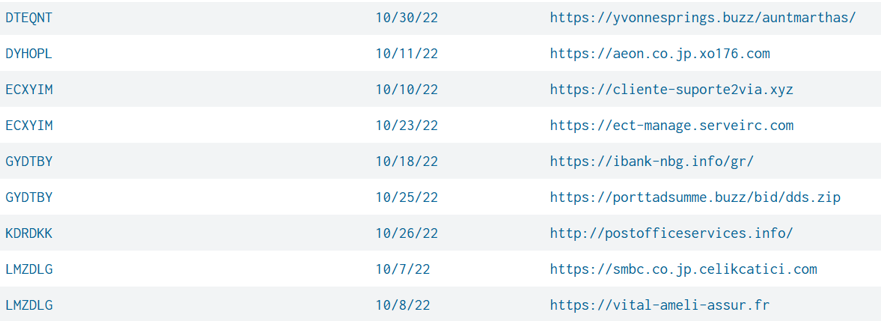 DTEQNT 10/30/22 https://yvonnesprings.buzz/auntmarthas/
DYHOPL 10/11/22 https://aeon.co.jp.xo176.com
ECXYIM 10/10/22 https://cliente-suporte2via.xyz
ECXYIM 10/23/22 https://ect-manage.serveirc.com
GYDTBY 10/18/22 https://ibank-nbg.info/gr/
GYDTBY 10/25/22 https://porttadsumme.buzz/bid/dds.zip
KDRDKK 10/26/22 http://postofficeservices.info/
LMZDLG 10/7/22 https://smbc.co.jp.celikcatici.com
LMZDLG 10/8/22 https://vital-ameli-assur.fr